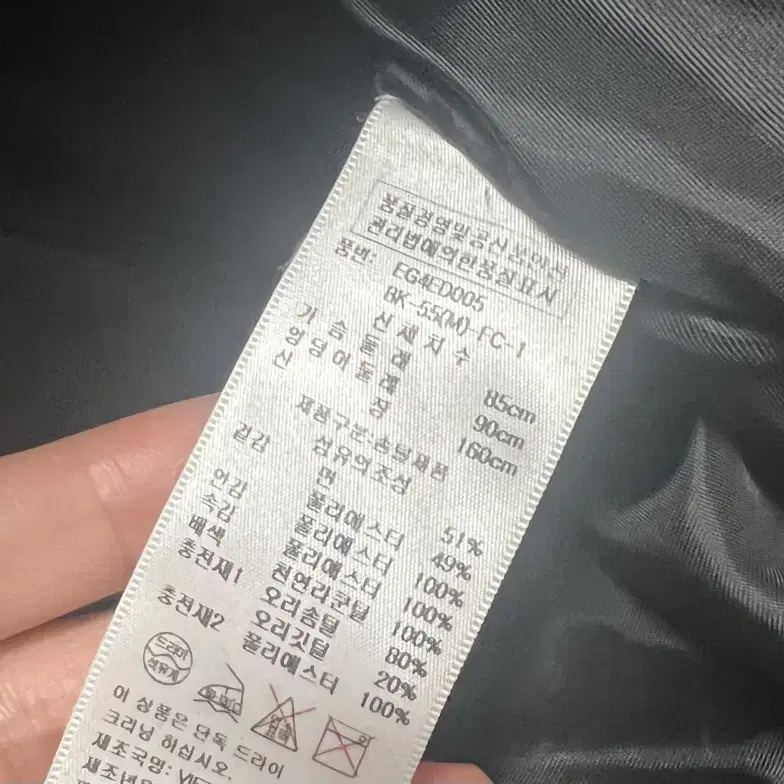 품질경영및공산품안전
관리법에의한품질표시
품번: EG4ED005
BK-55(M)-FC-1
신체치수
가슴둘레 85cm
엉덩이둘레 90cm
신장 160cm
제품구분:솜털제품
섬유의조성
겉감 면 51%
폴리에스터 49%
안감 폴리에스터 100%
속감 폴리에스터 100%
배색 천연라쿤털 100%
충전재1 오리솜털 80%
오리깃털 20%
충전재2 폴리에스터 100%
드라이
석유계
이 상품은 단독 드라이
크리닝 하십시오.
제조국명:
제조년